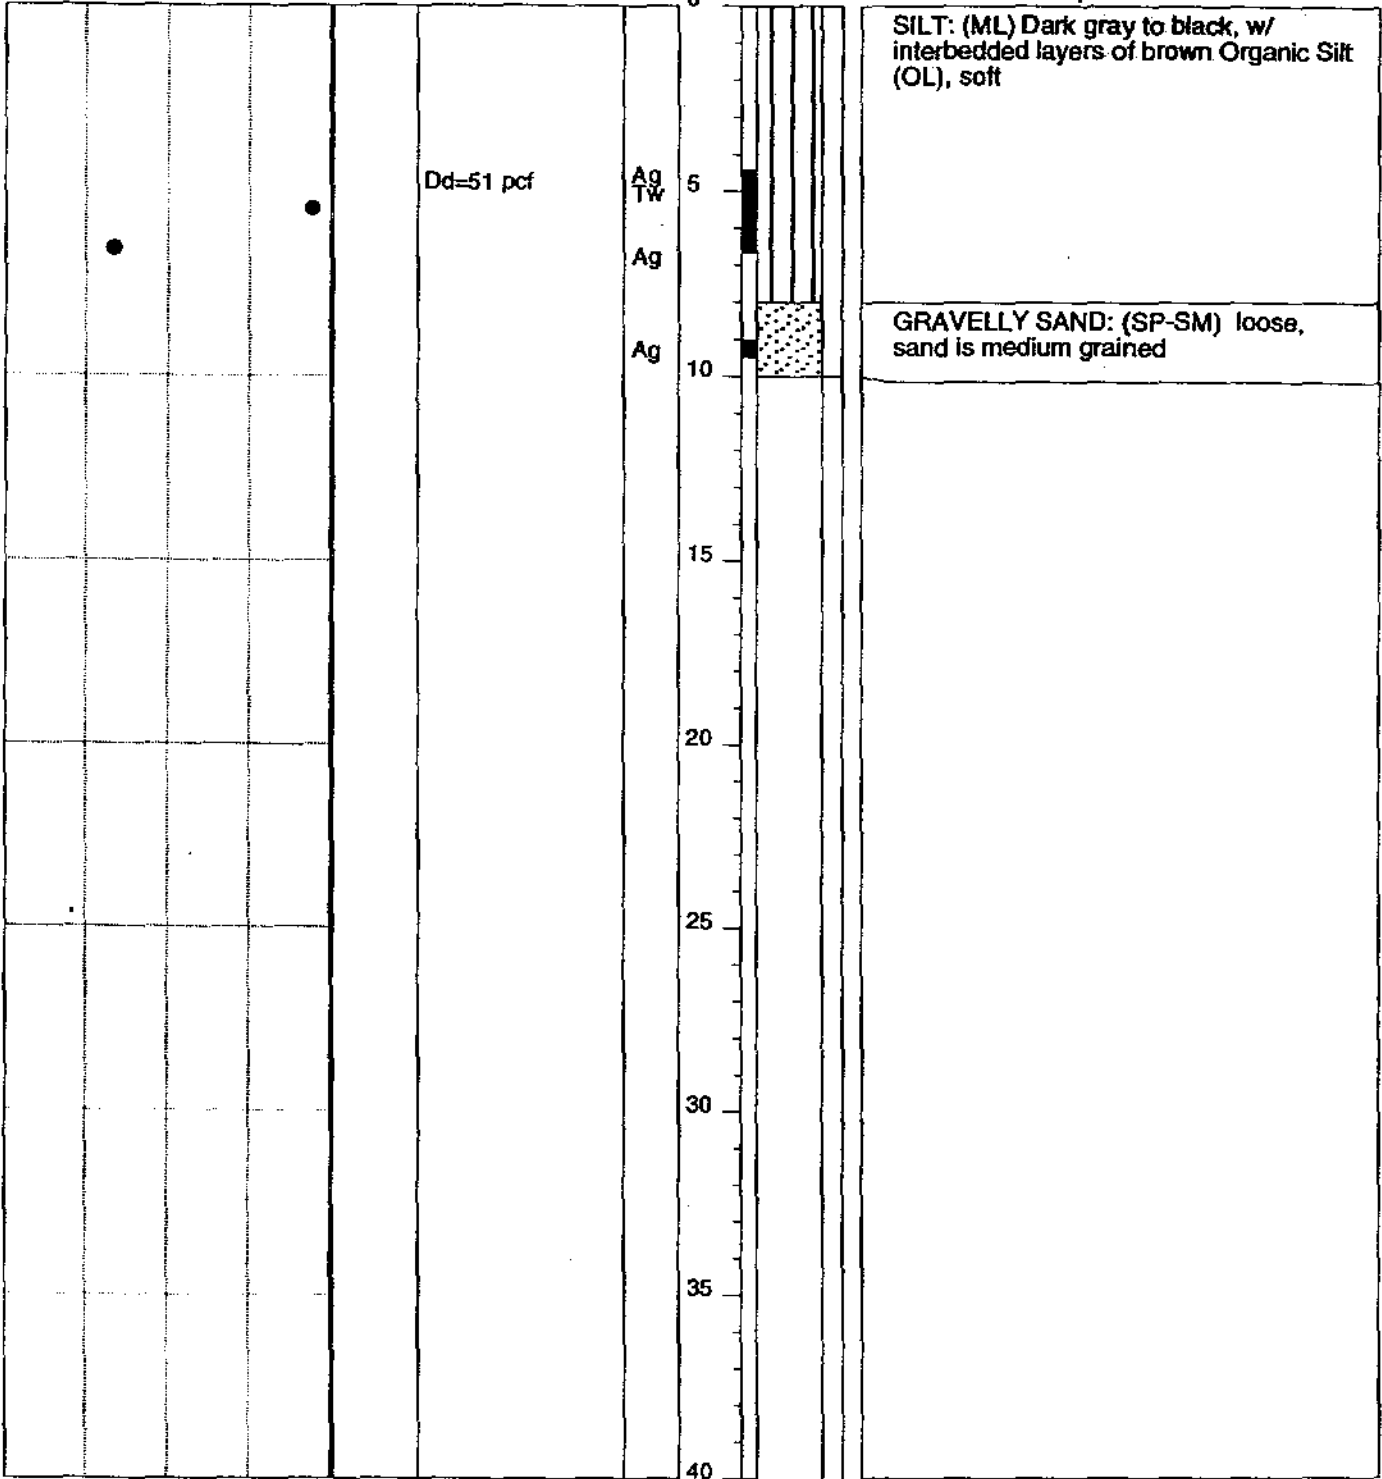 0
SILT: (ML) Dark gray to black, w/
interbedded layers of brown Organic Silt
(OL), soft
Dd=51 pcf
Ag
Tw
5
Ag
GRAVELLY SAND: (SP-SM) loose,
sand is medium grained
Ag
10
15
20
25
30
35
40